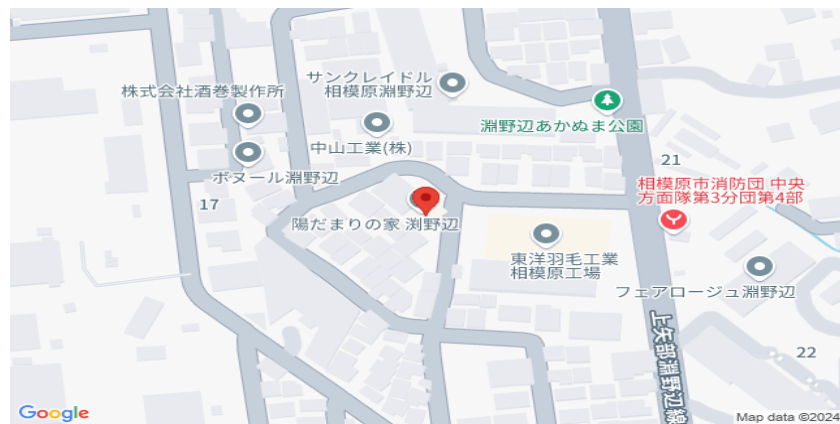 サンクレイドル
相模原淵野辺
株式会社酒巻製作所
中山工業(株)
淵野辺あかぬま公園
ボヌール淵野辺
21
相模原市消防団 中央
方面隊第3分団第4部
17
陽だまりの家 渕野辺
東洋羽毛工業
相模原工場
フェアロージュ淵野辺
上矢部淵野辺線
22
Google
Map data ©2024